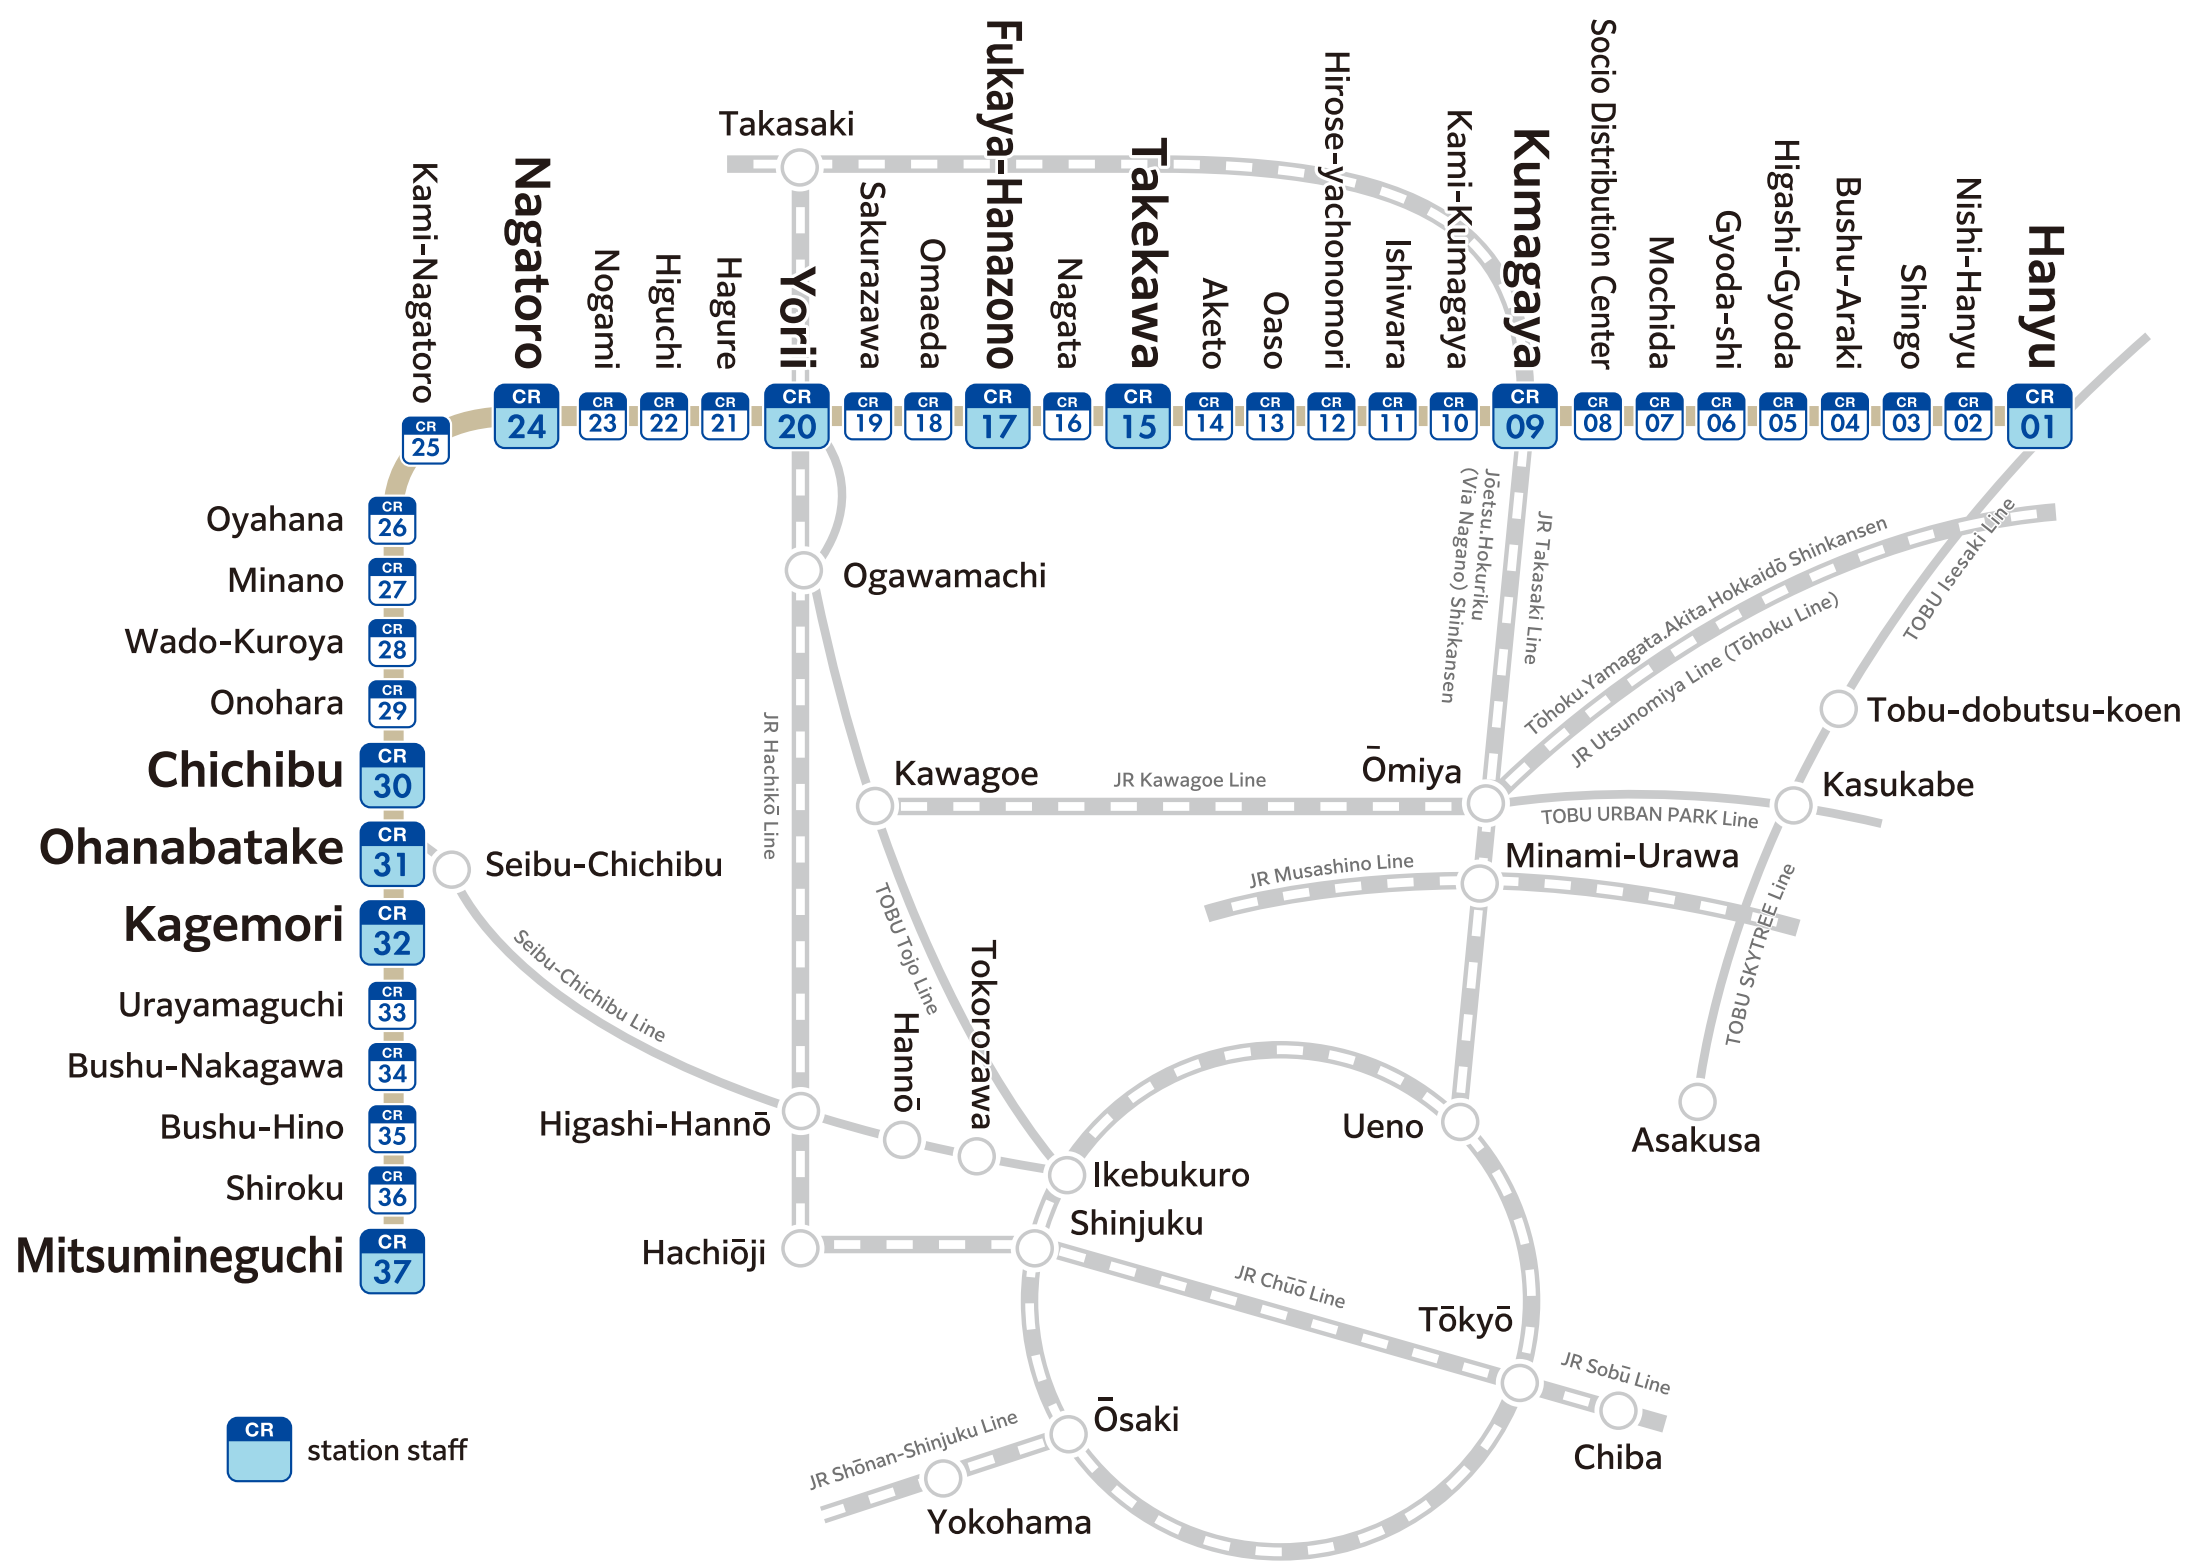 Takasaki
Kami-Nagatoro
Nagatoro
Nogami
Higuchi
Hagure
Yorii
Sakurazawa
Omaeda
Fukaya-Hanazono
Nagata
Takekawa
Aketo
Oaso
Hirose-yachonomori
Ishiwara
Kami-Kumagaya
Kumagaya
Socio Distribution Center
Mochida
Gyoda-shi
Higashi-Gyoda
Bushu-Araki
Shingo
Nishi-Hanyu
Hanyu
CR
25
CR
24
CR
23
CR
22
CR
21
CR
20
CR
19
CR
18
CR
17
CR
16
CR
15
CR
14
CR
13
CR
12
CR
11
CR
10
CR
09
CR
08
CR
07
CR
06
CR
05
CR
04
CR
03
CR
02
CR
01
Oyahana
CR
26
Minano
CR
27
Wado-Kuroya
CR
28
Onohara
CR
29
Chichibu
CR
30
Ohanabatake
CR
31
Kagemori
CR
32
Urayamaguchi
CR
33
Bushu-Nakagawa
CR
34
Bushu-Hino
CR
35
Shiroku
CR
36
Mitsumineguchi
CR
37
Ogawamachi
Jōetsu.Hokuriku
(Via Nagano) Shinkansen
JR Takasaki Line
Tōhoku.Yamagata.Akita.Hokkaidō Shinkansen
JR Utsunomiya Line (Tōhoku Line)
TOBU Isesaki Line
Tobu-dobutsu-koen
JR Hachikō Line
Kawagoe
JR Kawagoe Line
Ōmiya
TOBU URBAN PARK Line
Kasukabe
Seibu-Chichibu
JR Musashino Line
Minami-Urawa
TOBU Tojo Line
TOBU SKYTREE Line
Seibu-Chichibu Line
Higashi-Hannō
Hannō
Tokorozawa
Ikebukuro
Ueno
Asakusa
Hachiōji
Shinjuku
JR Chūō Line
Tōkyō
JR Sobū Line
Chiba
Ōsaki
JR Shōnan-Shinjuku Line
Yokohama
CR
station staff